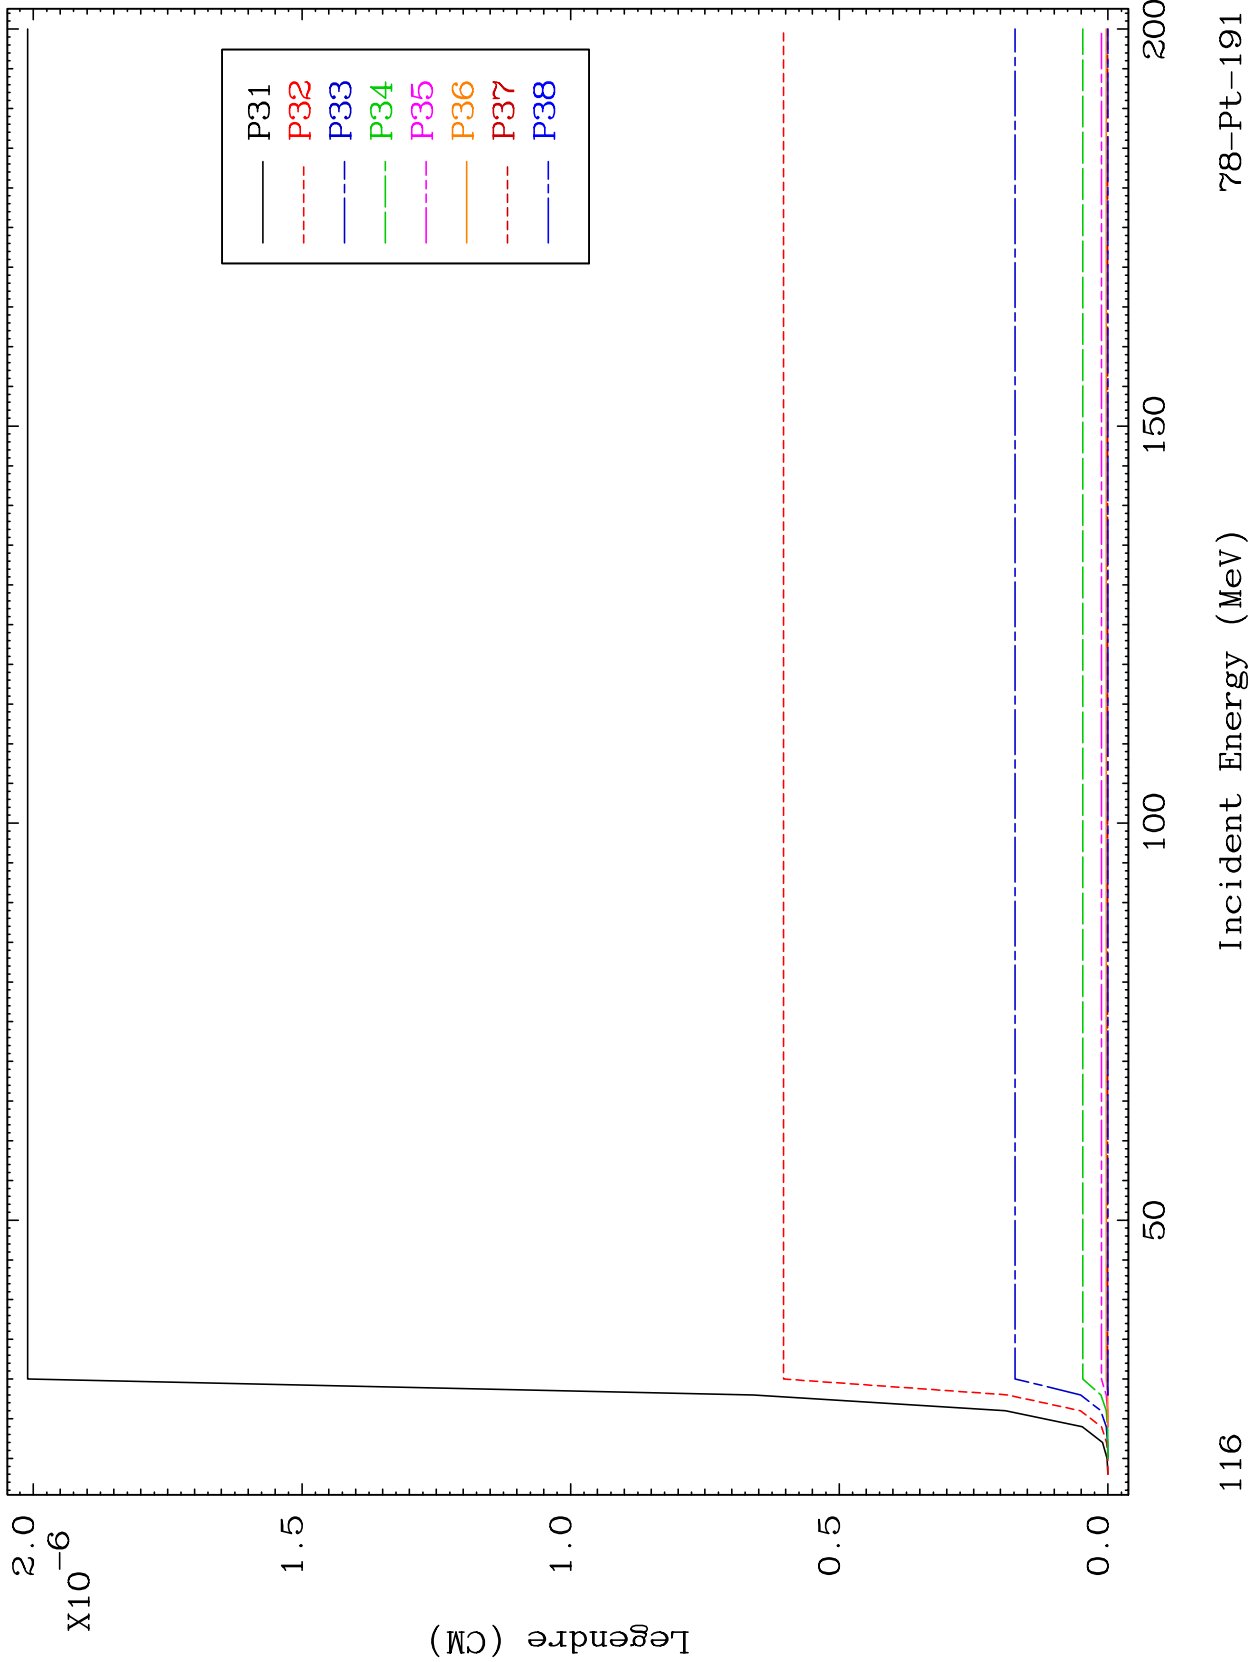 X10^-6
2.0
1.5
1.0
0.5
0.0
Legendre (CM)
P31
P32
P33
P34
P35
P36
P37
P38
50
100
150
200
116
Incident Energy (MeV)
78-Pt-191